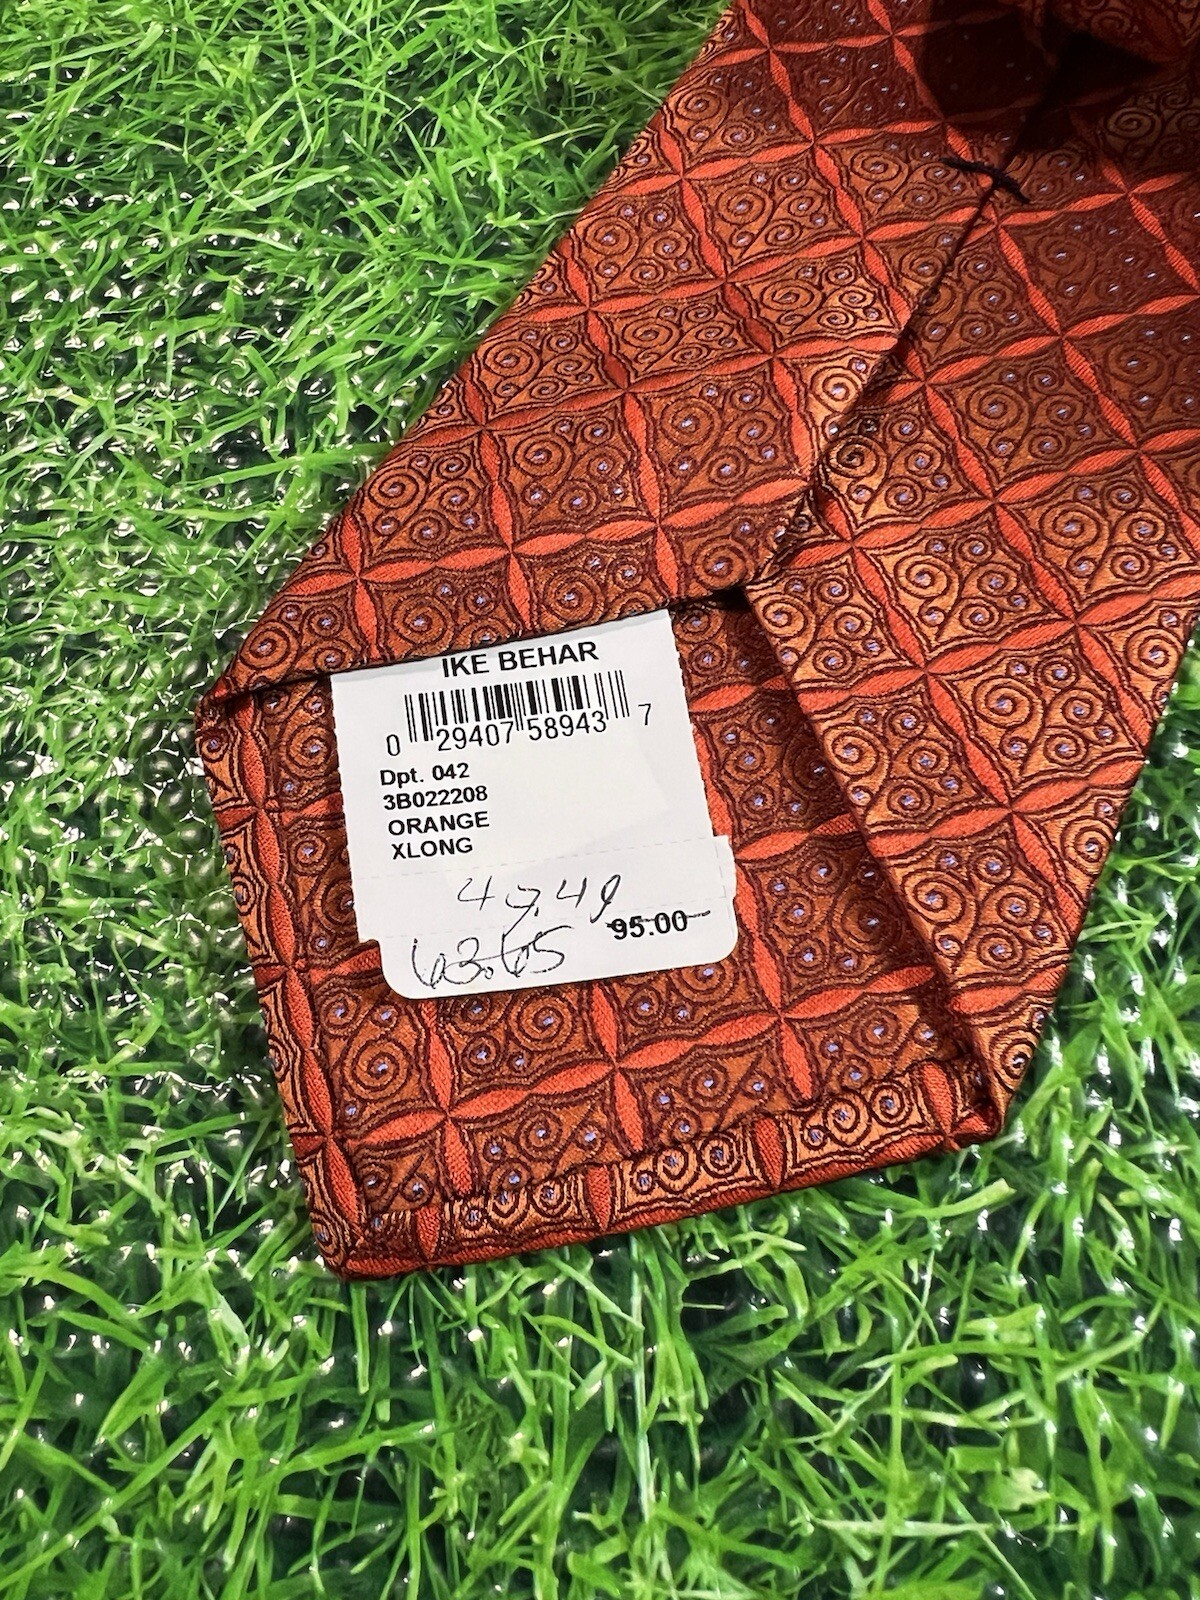 IKE BEHAR
0 29407 58943 7
Dpt. 042
3B022208
ORANGE
XLONG
47.49
63.65 95.00